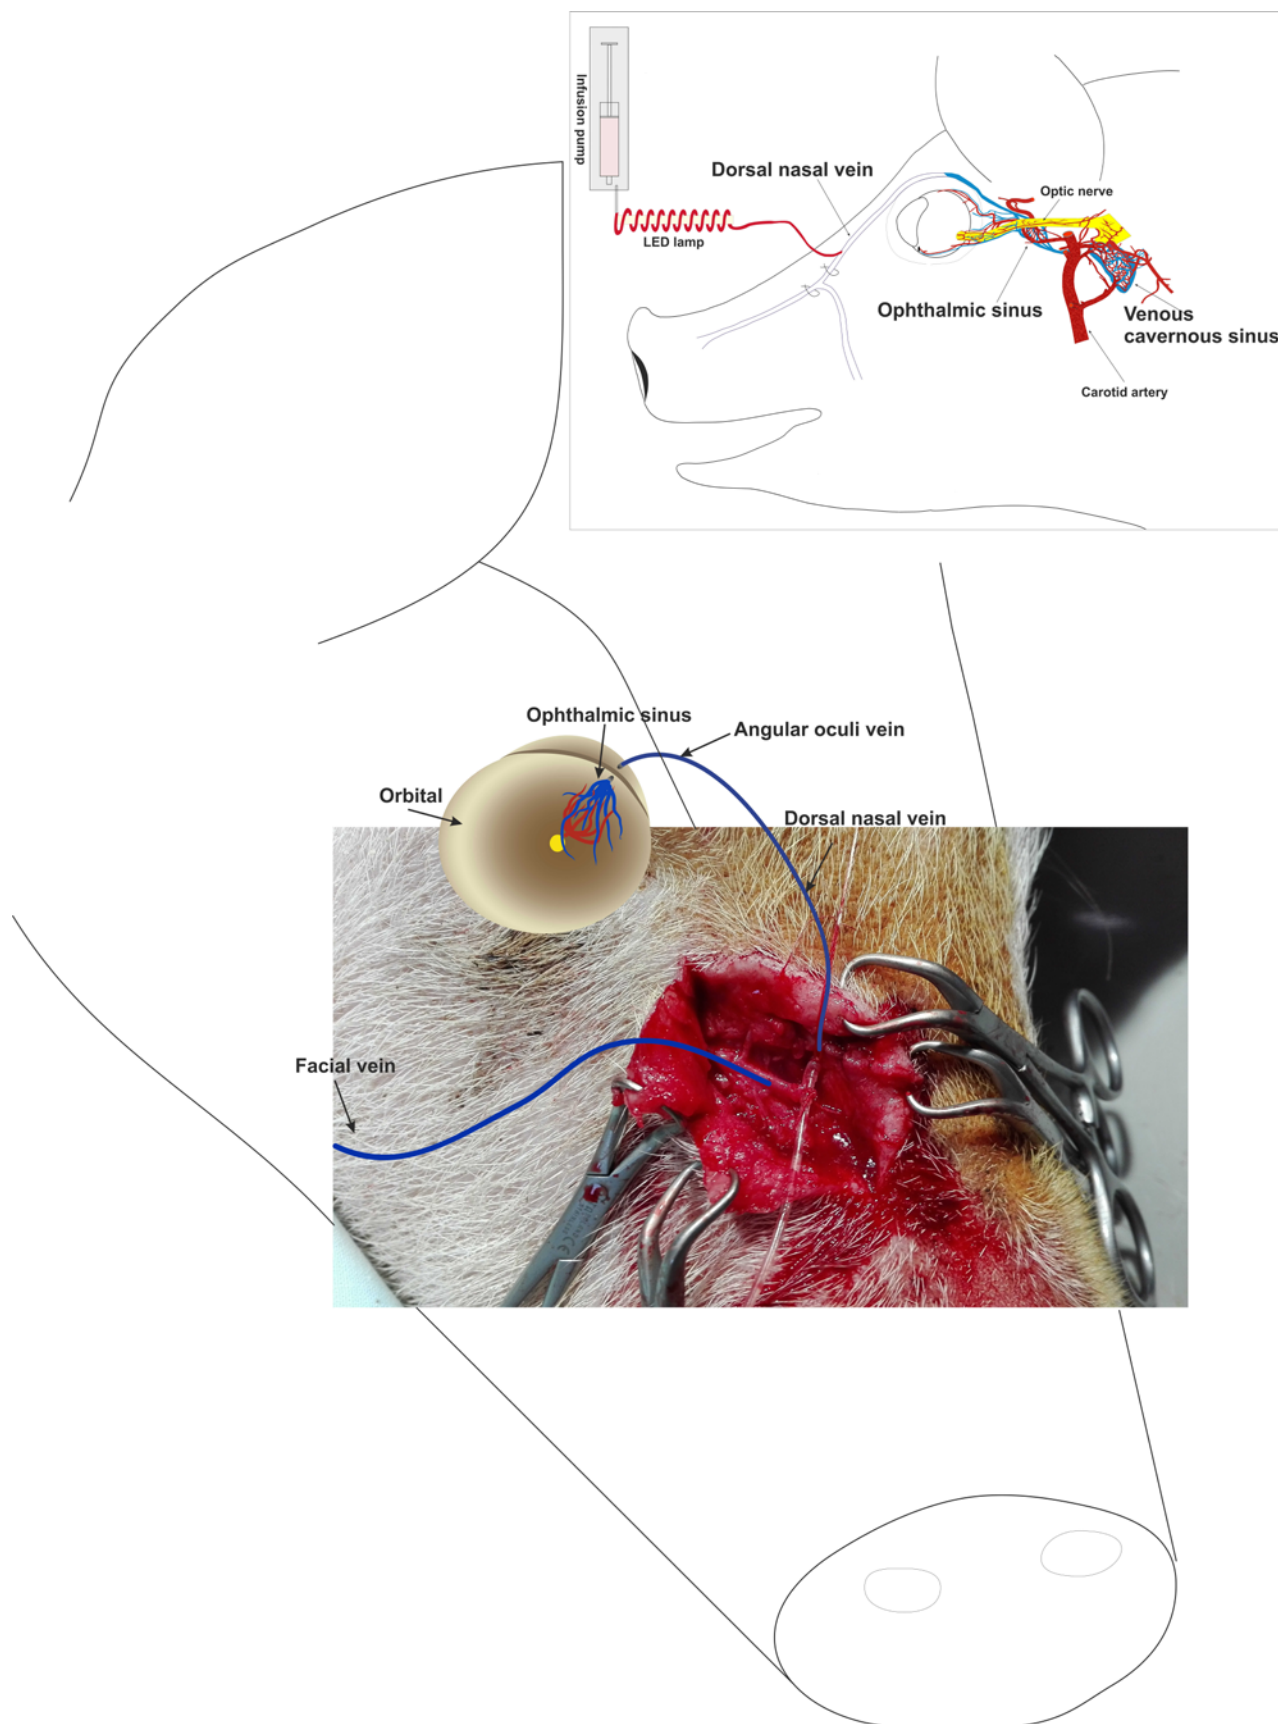 Infusion pump
Dorsal nasal vein
Optic nerve
LED lamp
Ophthalmic sinus
Venous
cavernous sinus
Carotid artery
Ophthalmic sinus
Angular oculi vein
Orbital
Dorsal nasal vein
Facial vein